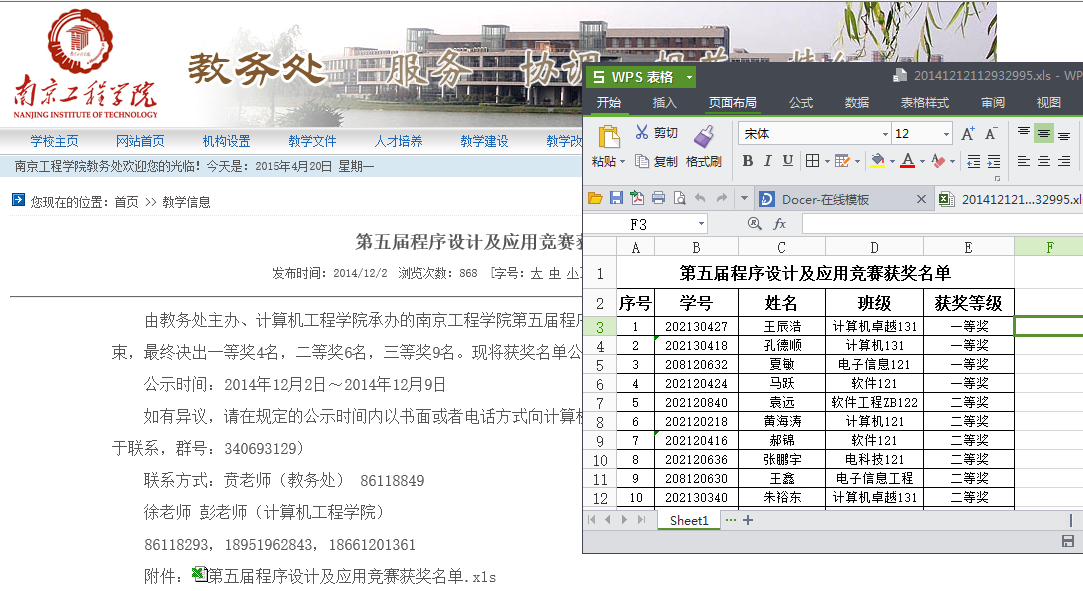 南京工程学院
NANJING INSTITUTE OF TECHNOLOGY
教务处
服务 协调
学校主页 网站首页 机构设置 教学文件 人才培养 教学建设 教学改
南京工程学院教务处欢迎您的光临！今天是：2015年4月20日 星期一
您现在的位置：首页 >> 教学信息
第五届程序设计及应用竞赛
发布时间：2014/12/2 浏览次数：868 [字号：大 中 小]
由教务处主办、计算机工程学院承办的南京工程学院第五届程
束，最终决出一等奖4名，二等奖6名，三等奖9名。现将获奖名单公
公示时间：2014年12月2日～2014年12月9日
如有异议，请在规定的公示时间内以书面或者电话方式向计算机
于联系，群号：340693129）
联系方式：贲老师（教务处） 86118849
徐老师 彭老师（计算机工程学院）
86118293，18951962843，18661201361
附件：第五届程序设计及应用竞赛获奖名单.xls
S WPS 表格
20141212112932995.xls - WP
开始 插入 页面布局 公式 数据 表格样式 审阅 视图
粘贴 剪切 复制 格式刷 宋体 12 A+ A-
B I U A
Docer-在线模板 201412121...32995.xl
F3 fx
A B C D E F
1 第五届程序设计及应用竞赛获奖名单
2 序号 学号 姓名 班级 获奖等级
3 1 202130427 王辰浩 计算机卓越131 一等奖
4 2 202130418 孔德顺 计算机131 一等奖
5 3 208120632 夏敏 电子信息121 一等奖
6 4 202120424 马跃 软件121 一等奖
7 5 202120840 袁远 软件工程ZB122 二等奖
8 6 202120218 黄海涛 计算机121 二等奖
9 7 202120416 郝锦 软件121 二等奖
10 8 202120636 张鹏宇 电科技121 二等奖
11 9 208120630 王鑫 电子信息工程 二等奖
12 10 202130340 朱裕东 计算机卓越131 二等奖
Sheet1 ···